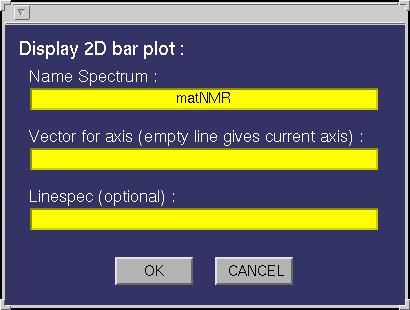 Display 2D bar plot :
Name Spectrum :
matNMR
Vector for axis (empty line gives current axis) :
Linespec (optional) :
OK CANCEL